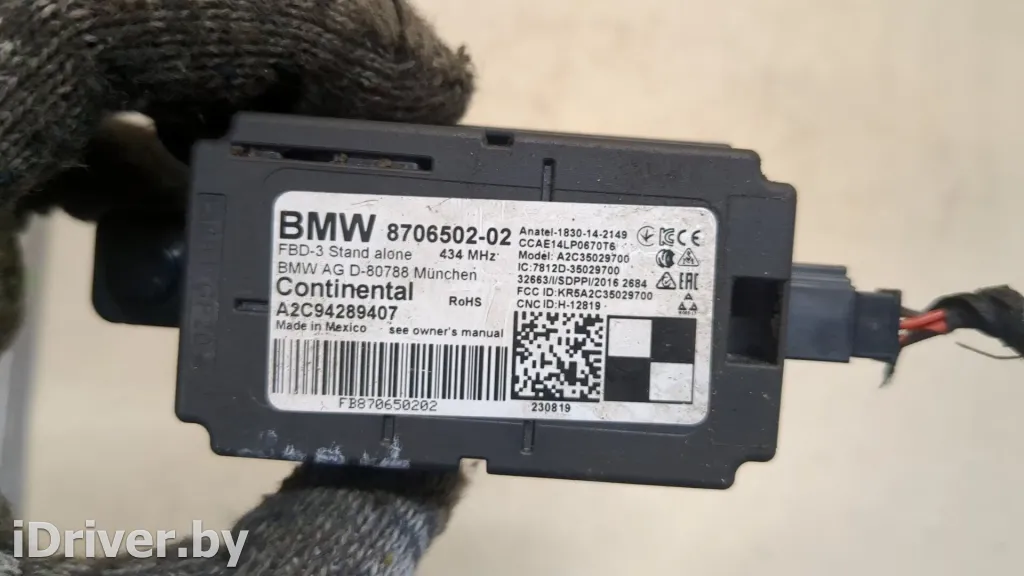 BMW 8706502-02
FBD-3 Stand alone 434 MHz
BMW AG D-80788 München
Continental
RoHS
A2C94289407
Made in Mexico see owner's manual
FB870650202
Anatel-1830-14-2149
CCAE14LP0670T6
Model: A2C35029700
IC:7812D-35029700
32663/I/SDPPI/2016 2684
FCC ID: KR5A2C35029700
CNC ID:H-12819
230819
iDriver.by